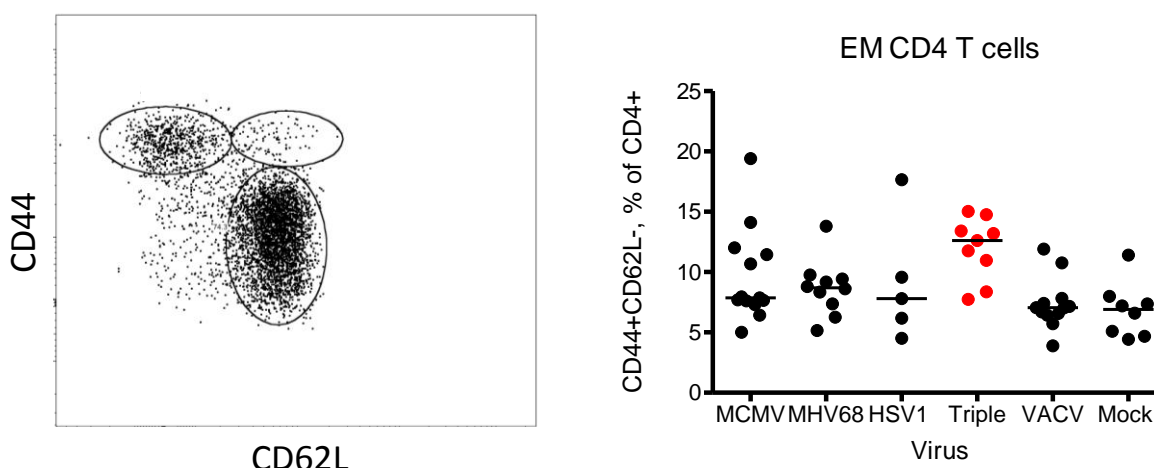 CD44
CD62L
EM CD4 T cells
CD44+CD62L-, % of CD4+
25
20
15
10
5
0
MCMV MHV68 HSV1 Triple VACV Mock
Virus